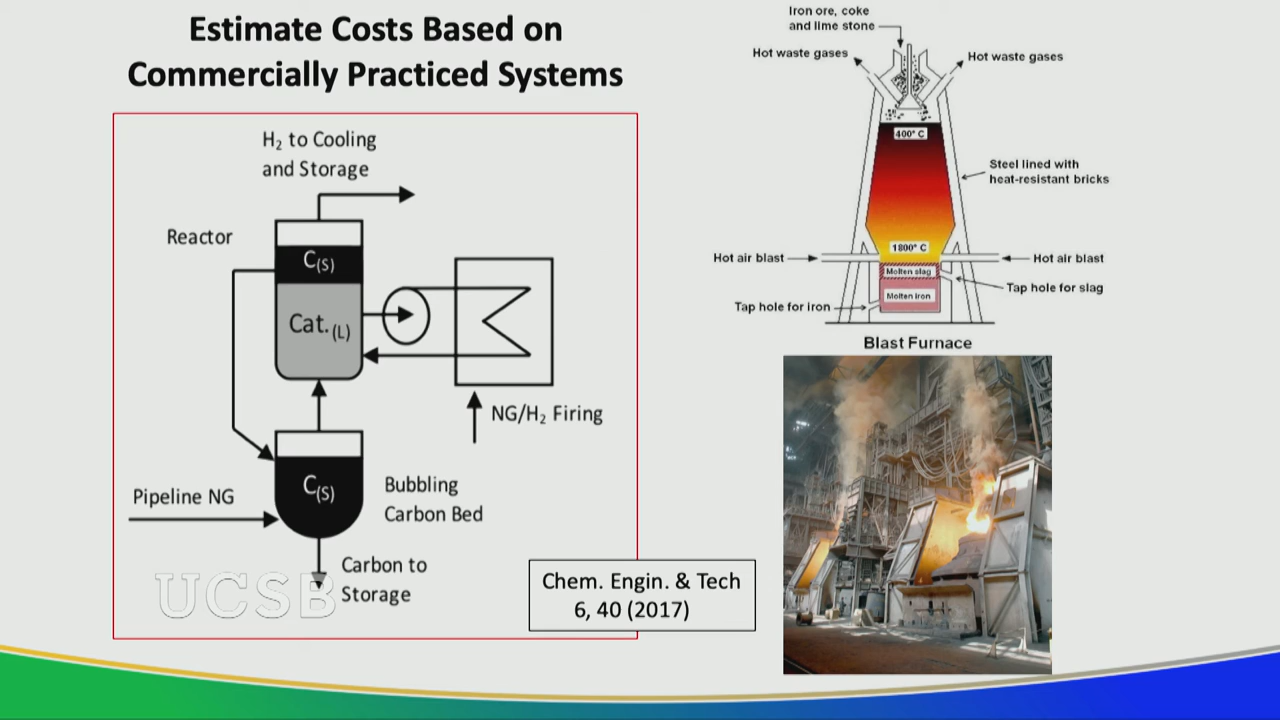 Estimate Costs Based on
Commercially Practiced Systems
H₂ to Cooling
and Storage
Reactor
C(S)
Cat.(L)
NG/H₂ Firing
C(S)
Pipeline NG
Bubbling
Carbon Bed
Carbon to
Storage
UCSB
Chem. Engin. & Tech
6, 40 (2017)
Iron ore, coke
and lime stone
Hot waste gases
Hot waste gases
400° C
Steel lined with
heat-resistant bricks
1800° C
Hot air blast
Hot air blast
Molten slag
Tap hole for slag
Molten iron
Tap hole for iron
Blast Furnace